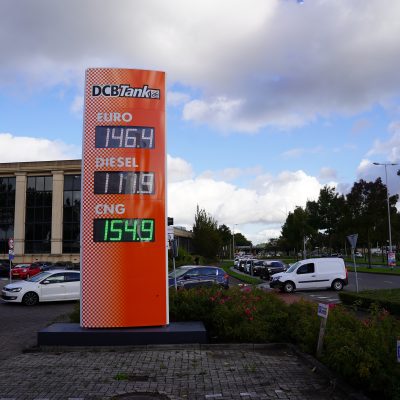 DCBTank
EURO
146.4
DIESEL
111.9
CNG
154.9